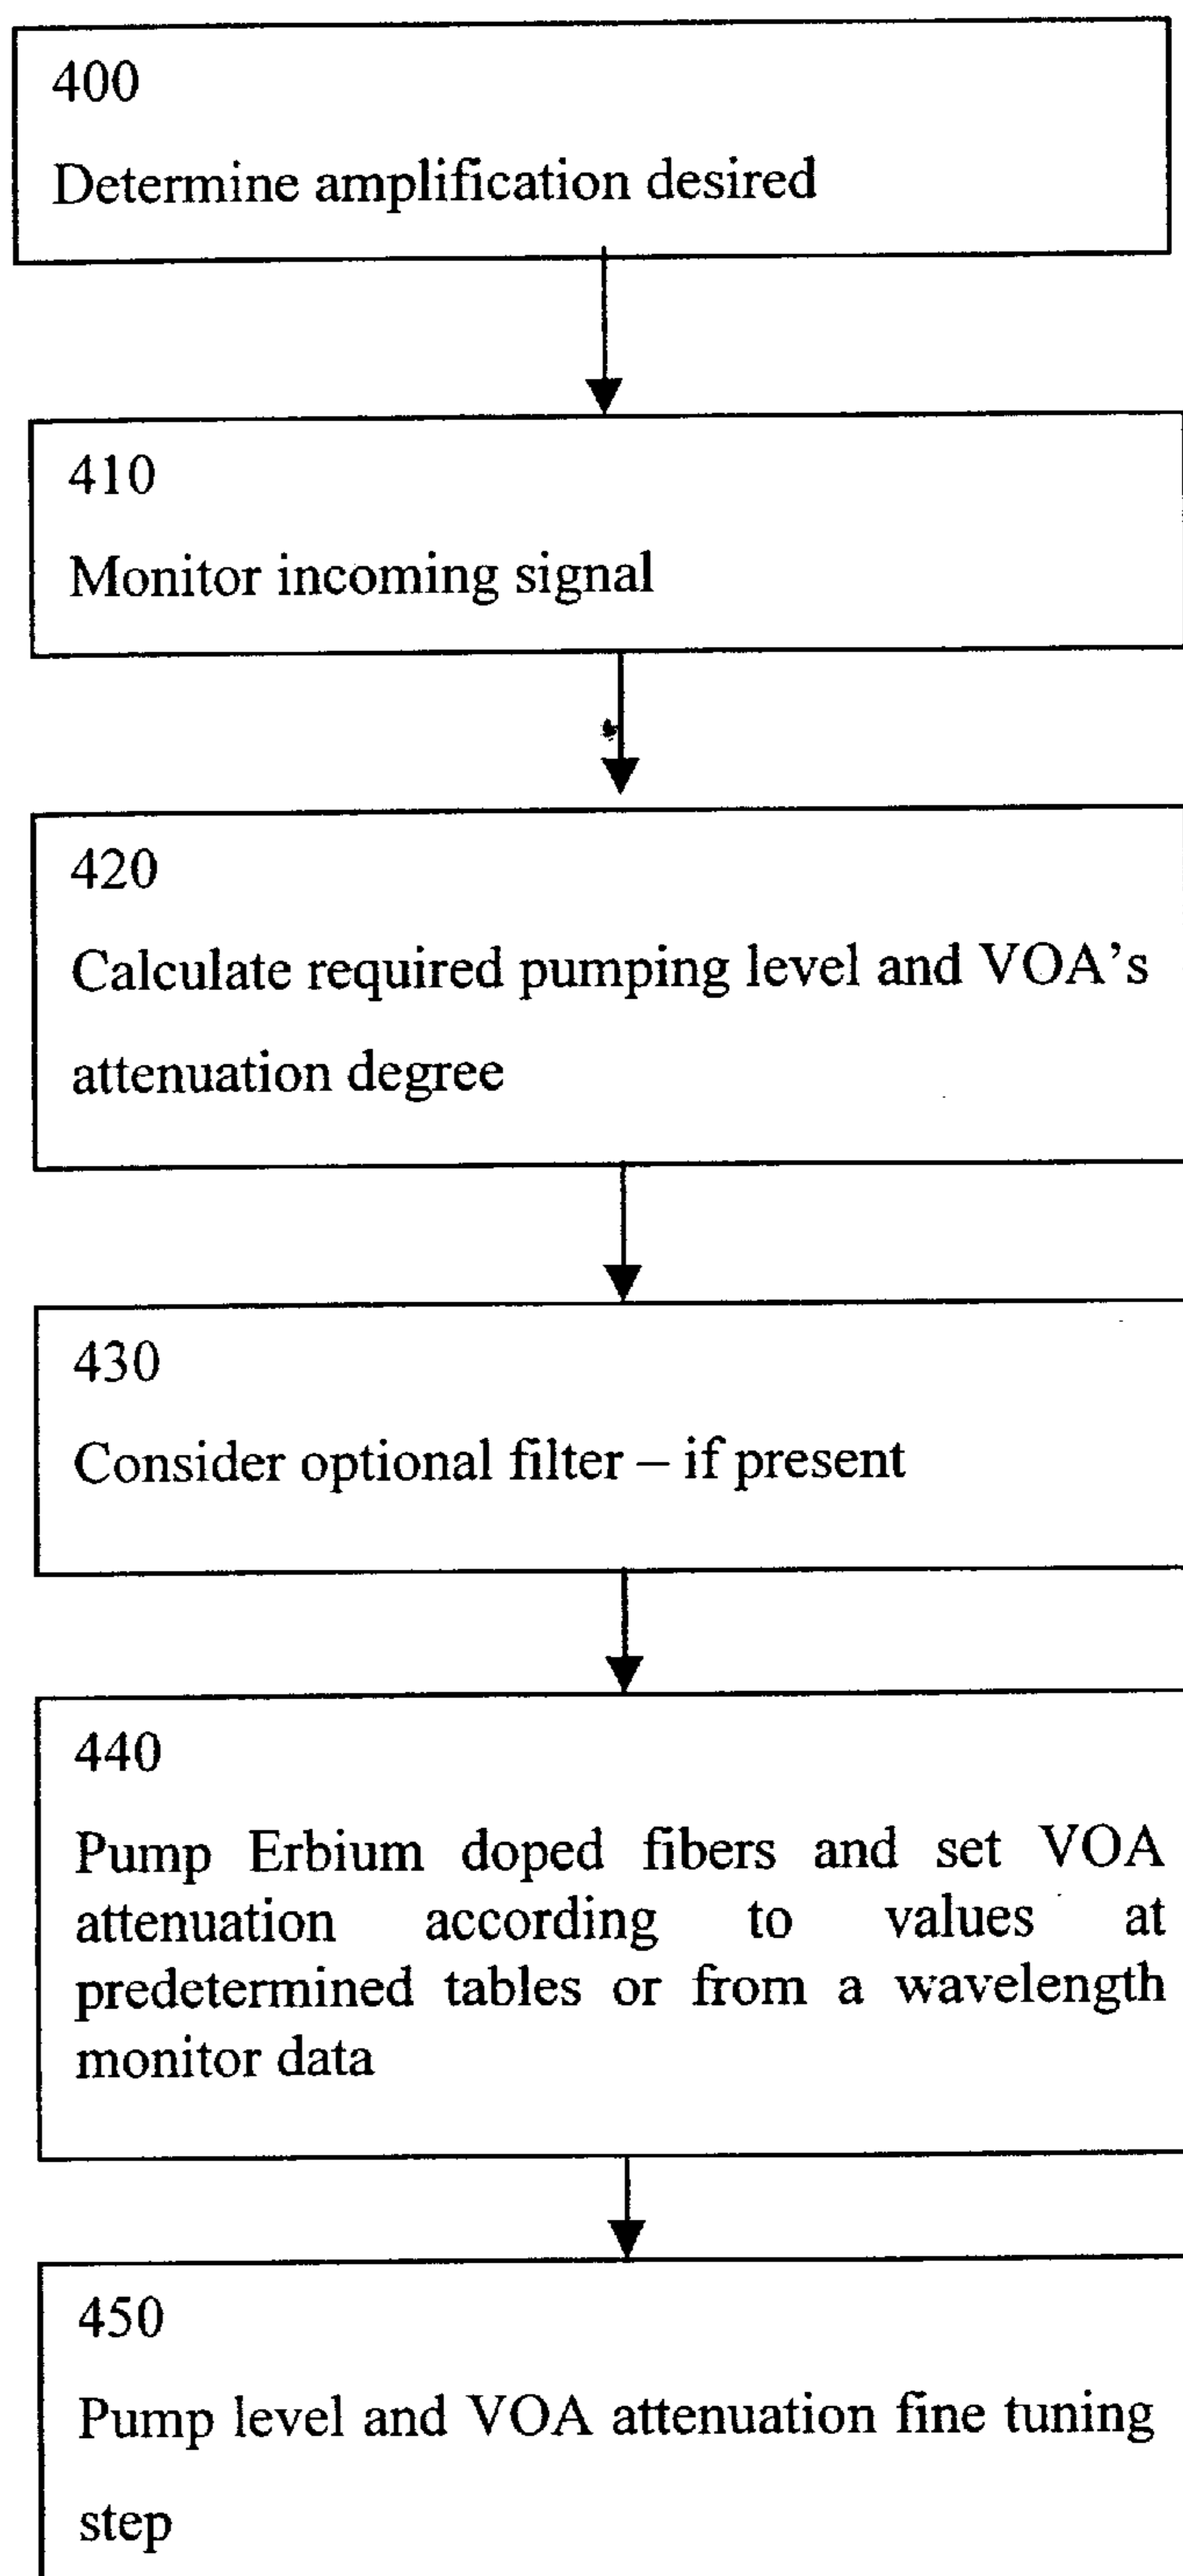 400
Determine amplification desired
410
Monitor incoming signal
420
Calculate required pumping level and VOA’s
attenuation degree
430
Consider optional filter – if present
440
Pump Erbium doped fibers and set VOA
attenuation according to values at
predetermined tables or from a wavelength
monitor data
450
Pump level and VOA attenuation fine tuning
step